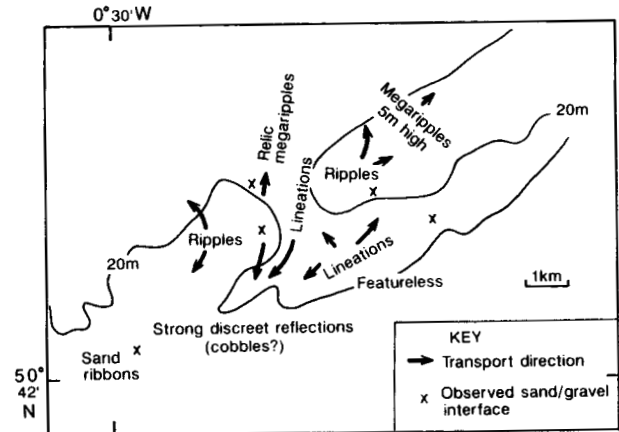 0°30'W
Relic
megaripples
Megaripples
5m high
20m
Lineations
Ripples
Ripples
20m
Lineations
Featureless
1km
Strong discreet reflections
(cobbles?)
Sand
ribbons
50°
42'
N
KEY
Transport direction
x Observed sand/gravel
interface